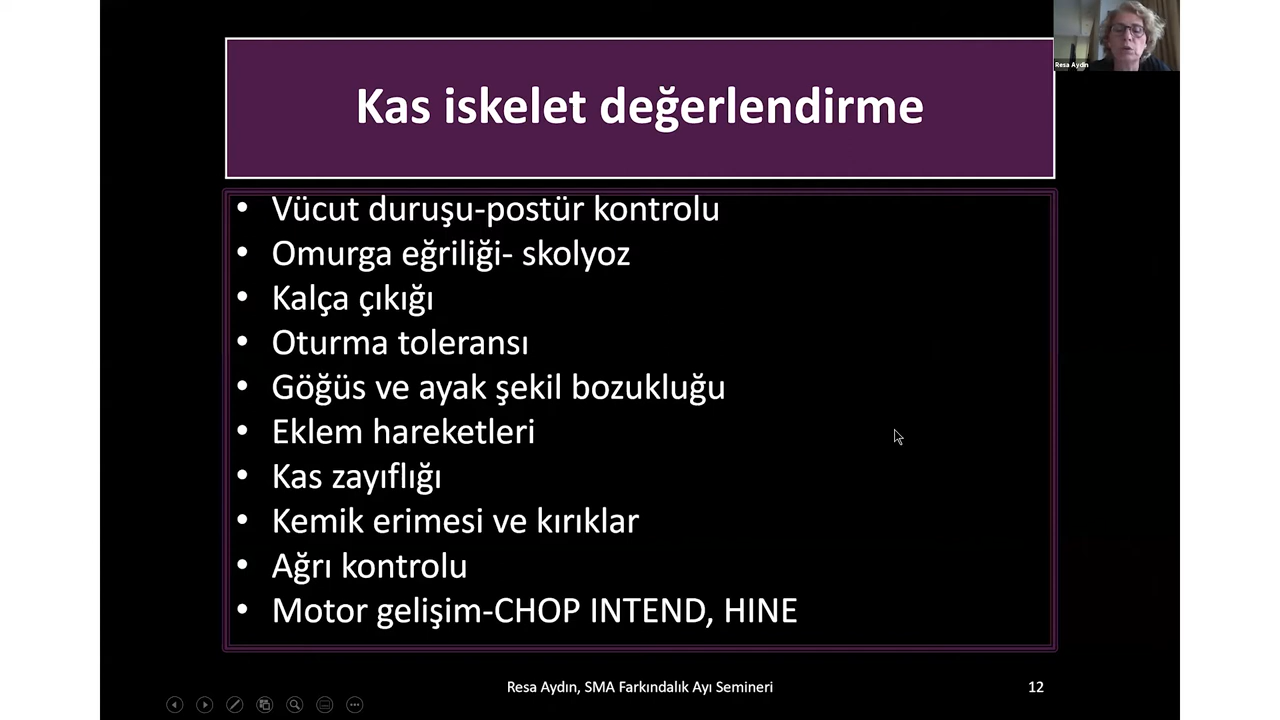 Resa Aydın
Kas iskelet değerlendirme
• Vücut duruşu-postür kontrolu
• Omurga eğriliği- skolyoz
• Kalça çıkığı
• Oturma toleransı
• Göğüs ve ayak şekil bozukluğu
• Eklem hareketleri
• Kas zayıflığı
• Kemik erimesi ve kırıklar
• Ağrı kontrolu
• Motor gelişim-CHOP INTEND, HINE
Resa Aydın, SMA Farkındalık Ayı Semineri
12